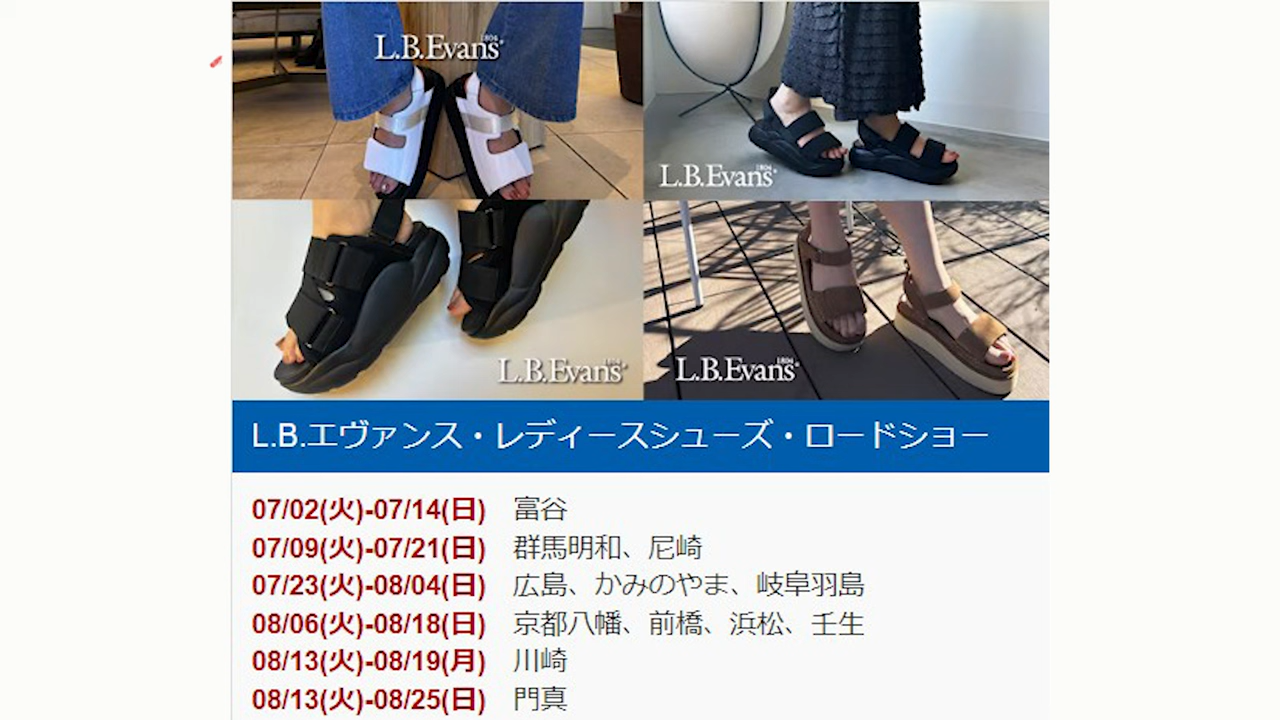 L.B.Evans
1804
L.B.Evans
1804
L.B.Evans
1804
L.B.Evans
1804
L.B.エヴァンス・レディースシューズ・ロードショー
07/02(火)-07/14(日) 富谷
07/09(火)-07/21(日) 群馬明和、尼崎
07/23(火)-08/04(日) 広島、かみのやま、岐阜羽島
08/06(火)-08/18(日) 京都八幡、前橋、浜松、壬生
08/13(火)-08/19(月) 川崎
08/13(火)-08/25(日) 門真